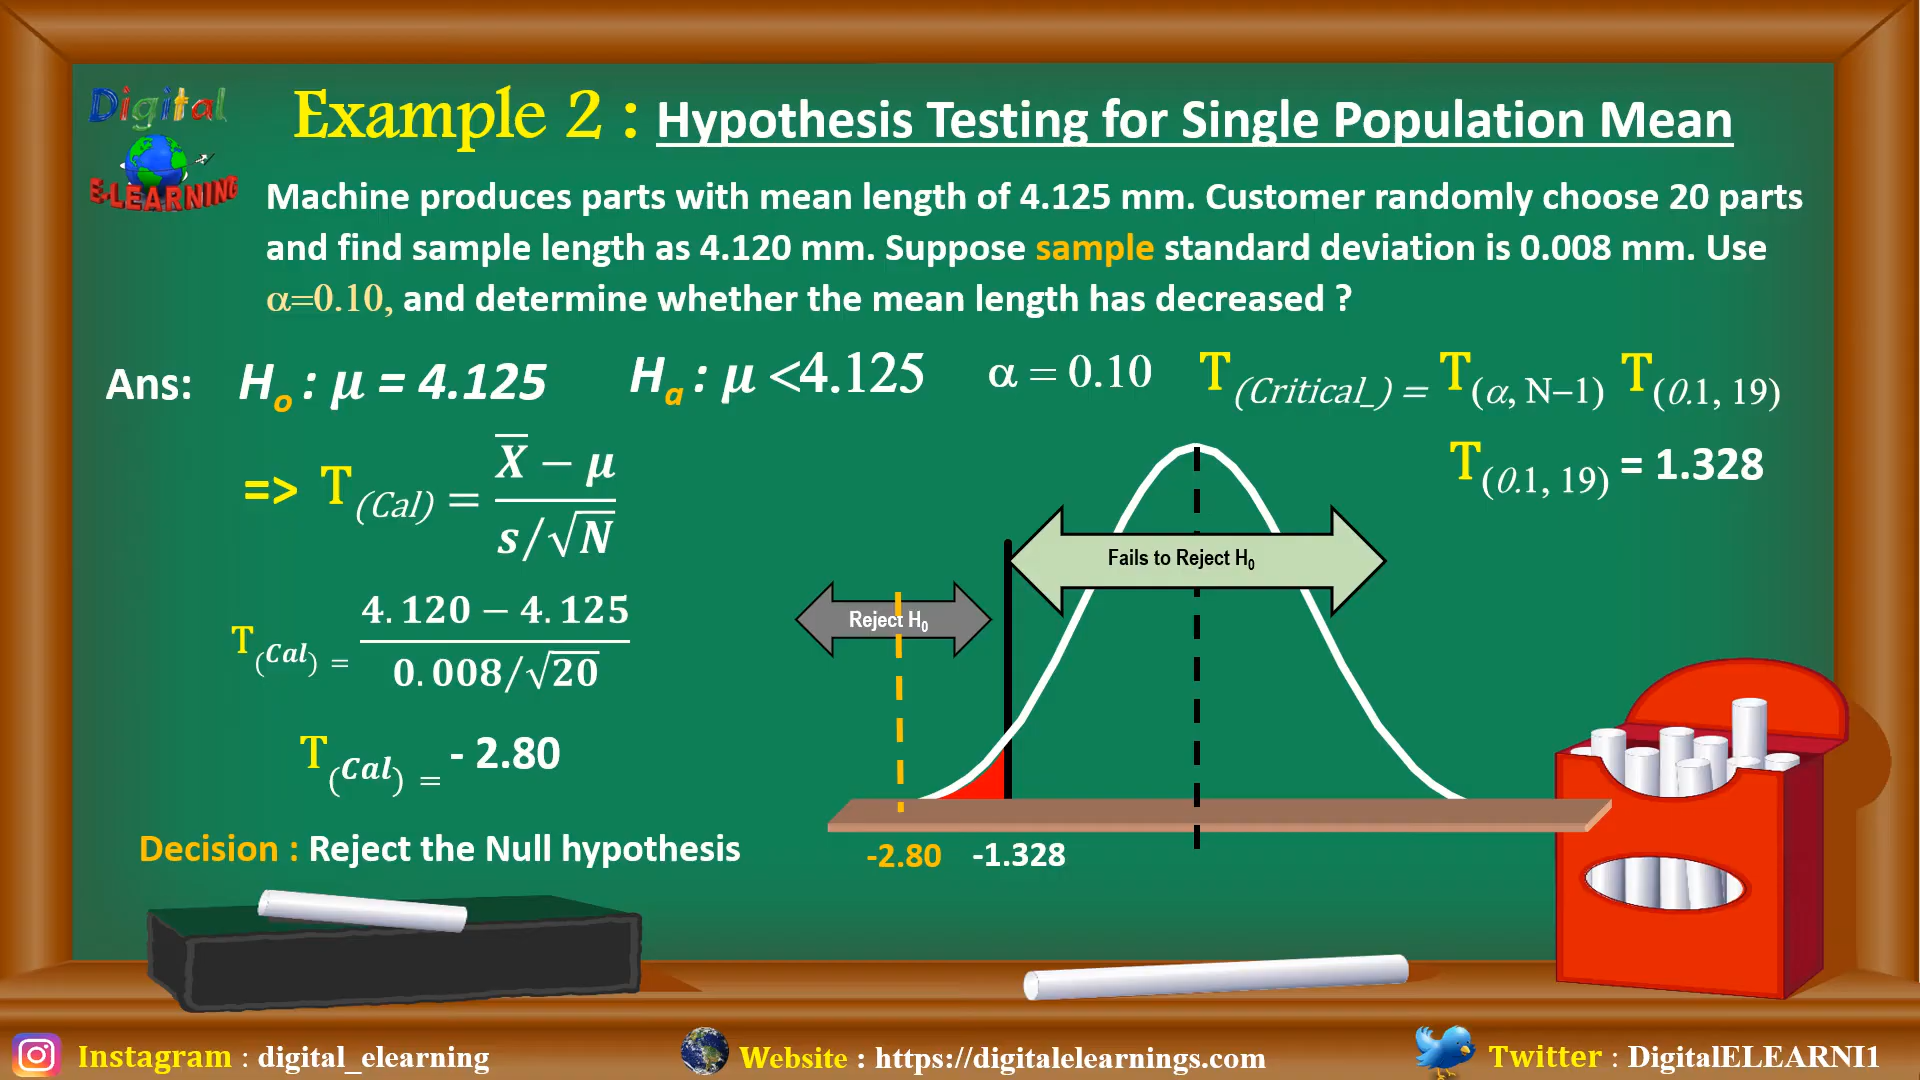 Digital
E-LEARNING
Example 2 : Hypothesis Testing for Single Population Mean
Machine produces parts with mean length of 4.125 mm. Customer randomly choose 20 parts
and find sample length as 4.120 mm. Suppose sample standard deviation is 0.008 mm. Use
α=0.10, and determine whether the mean length has decreased ?
Ans: Ho : μ = 4.125 Ha : μ <4.125 α = 0.10 T(Critical_) = T(α, N−1) T(0.1, 19)
T(0.1, 19) = 1.328
=> T(Cal) = X̅ − μ / s/√N
Fails to Reject H0
Reject H0
T(Cal) = 4.120 − 4.125 / 0.008/√20
T(Cal) = - 2.80
Decision : Reject the Null hypothesis
-2.80 -1.328
Instagram : digital_elearning
Website : https://digitalelearnings.com
Twitter : DigitalELEARNI1